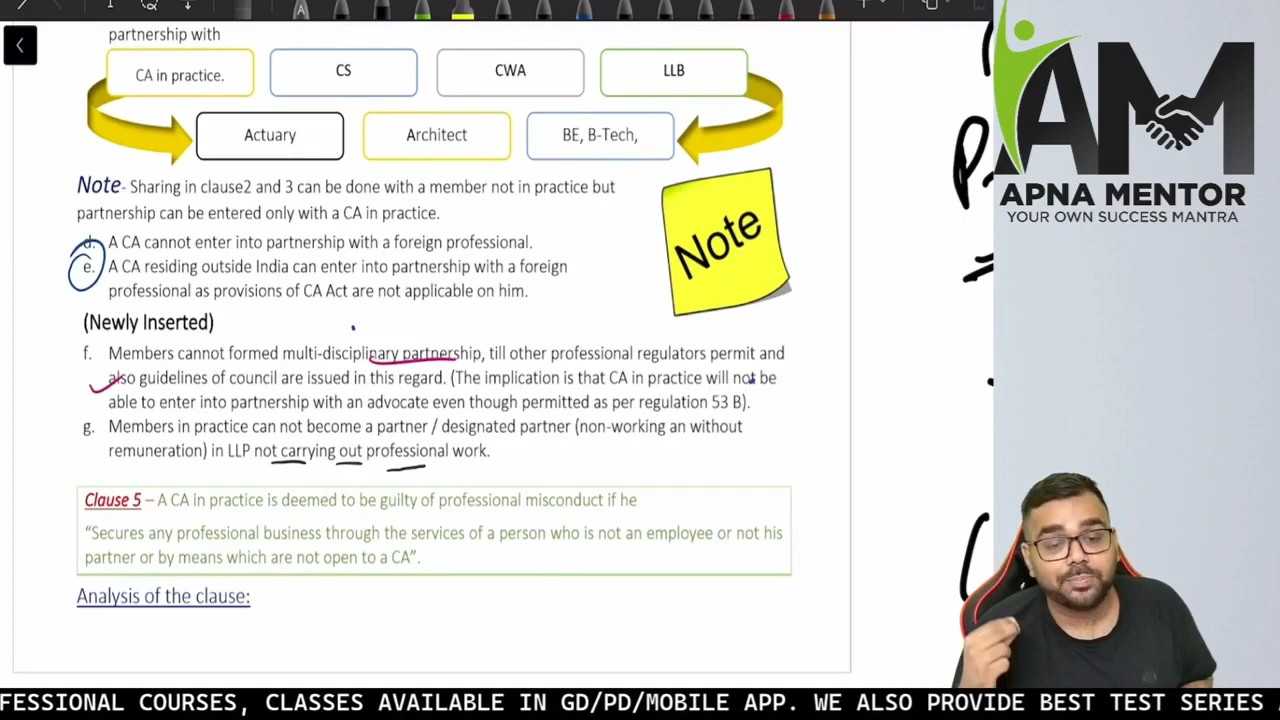 partnership with
CA in practice.
CS
CWA
LLB
Actuary
Architect
BE, B-Tech,
Note- Sharing in clause2 and 3 can be done with a member not in practice but
partnership can be entered only with a CA in practice.
Note
d. A CA cannot enter into partnership with a foreign professional.
e. A CA residing outside India can enter into partnership with a foreign
professional as provisions of CA Act are not applicable on him.
(Newly Inserted)
f. Members cannot formed multi-disciplinary partnership, till other professional regulators permit and
also guidelines of council are issued in this regard. (The implication is that CA in practice will not be
able to enter into partnership with an advocate even though permitted as per regulation 53 B).
g. Members in practice can not become a partner / designated partner (non-working an without
remuneration) in LLP not carrying out professional work.
Clause 5 – A CA in practice is deemed to be guilty of professional misconduct if he
“Secures any professional business through the services of a person who is not an employee or not his
partner or by means which are not open to a CA”.
Analysis of the clause:
AM
APNA MENTOR
YOUR OWN SUCCESS MANTRA
FESSIONAL COURSES, CLASSES AVAILABLE IN GD/PD/MOBILE APP. WE ALSO PROVIDE BEST TEST SERIES